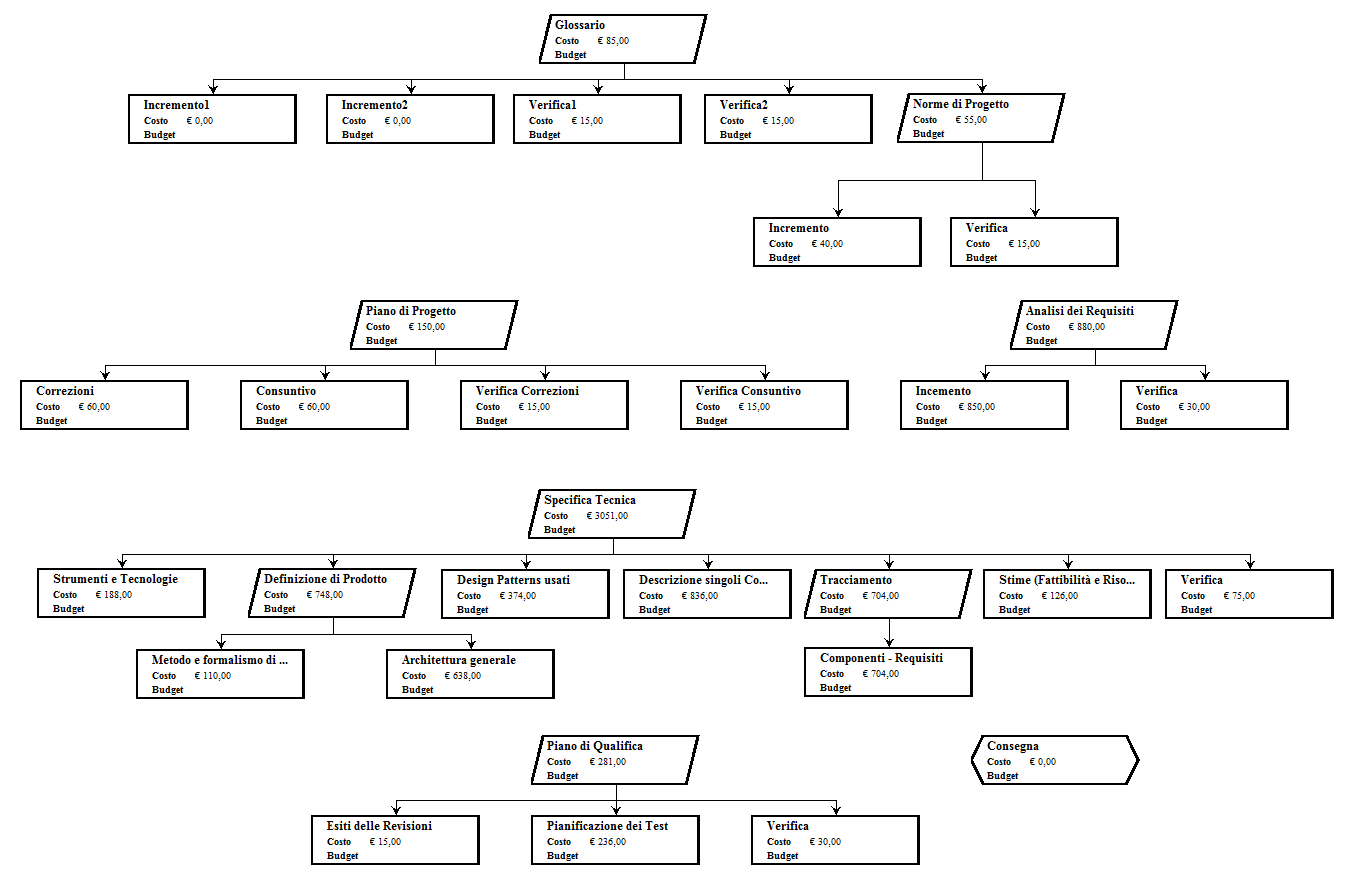 Glossario
Costo € 85,00
Budget
Incremento1
Costo € 0,00
Budget
Incremento2
Costo € 0,00
Budget
Verifica1
Costo € 15,00
Budget
Verifica2
Costo € 15,00
Budget
Norme di Progetto
Costo € 55,00
Budget
Incremento
Costo € 40,00
Budget
Verifica
Costo € 15,00
Budget
Piano di Progetto
Costo € 150,00
Budget
Analisi dei Requisiti
Costo € 880,00
Budget
Correzioni
Costo € 60,00
Budget
Consuntivo
Costo € 60,00
Budget
Verifica Correzioni
Costo € 15,00
Budget
Verifica Consuntivo
Costo € 15,00
Budget
Incemento
Costo € 850,00
Budget
Verifica
Costo € 30,00
Budget
Specifica Tecnica
Costo € 3051,00
Budget
Strumenti e Tecnologie
Costo € 188,00
Budget
Definizione di Prodotto
Costo € 748,00
Budget
Design Patterns usati
Costo € 374,00
Budget
Descrizione singoli Co...
Costo € 836,00
Budget
Tracciamento
Costo € 704,00
Budget
Stime (Fattibilità e Riso...
Costo € 126,00
Budget
Verifica
Costo € 75,00
Budget
Metodo e formalismo di ...
Costo € 110,00
Budget
Architettura generale
Costo € 638,00
Budget
Componenti - Requisiti
Costo € 704,00
Budget
Piano di Qualifica
Costo € 281,00
Budget
Consegna
Costo € 0,00
Budget
Esiti delle Revisioni
Costo € 15,00
Budget
Pianificazione dei Test
Costo € 236,00
Budget
Verifica
Costo € 30,00
Budget